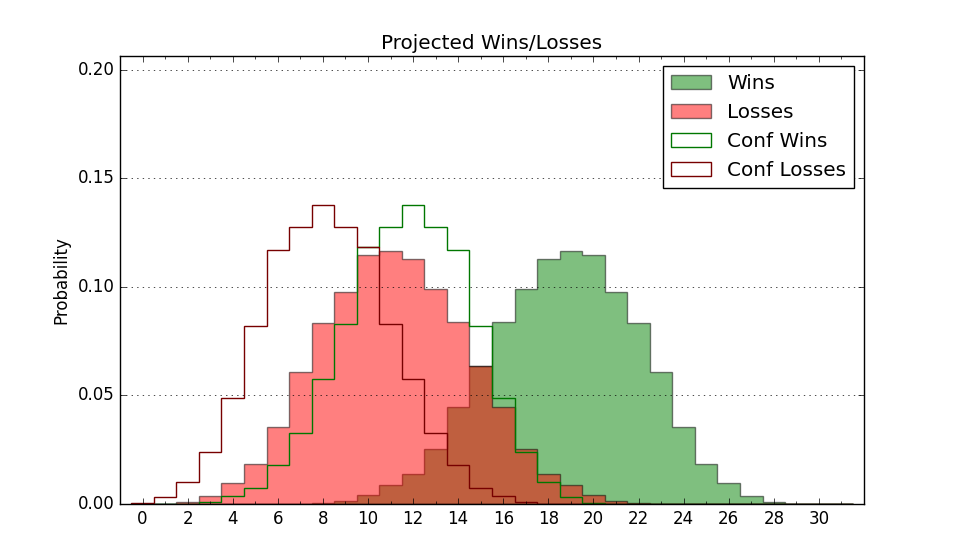 Projected Wins/Losses
0.20
0.15
0.10
0.05
0.00
Probability
Wins
Losses
Conf Wins
Conf Losses
0 2 4 6 8 10 12 14 16 18 20 22 24 26 28 30